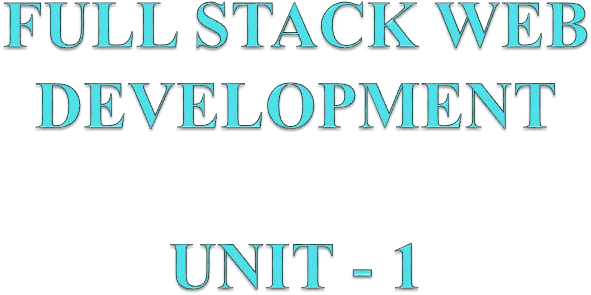 FULL STACK WEB
DEVELOPMENT
UNIT - 1